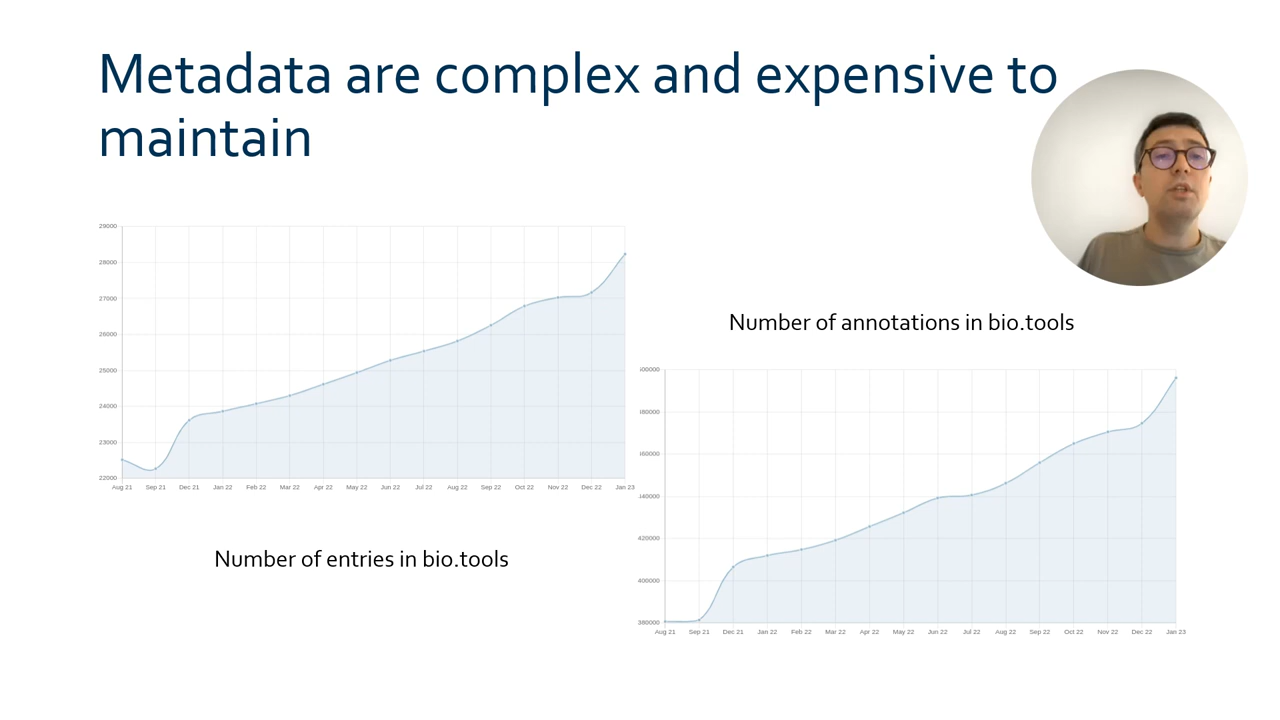 Metadata are complex and expensive to
maintain
29000
28000
27000
26000
25000
24000
23000
22000
Aug 21 Sep 21 Dec 21 Jan 22 Feb 22 Mar 22 Apr 22 May 22 Jun 22 Jul 22 Aug 22 Sep 22 Oct 22 Nov 22 Dec 22 Jan 23
Number of entries in bio.tools
Number of annotations in bio.tools
420000
400000
380000
Aug 21 Sep 21 Dec 21 Jan 22 Feb 22 Mar 22 Apr 22 May 22 Jun 22 Jul 22 Aug 22 Sep 22 Oct 22 Nov 22 Dec 22 Jan 23